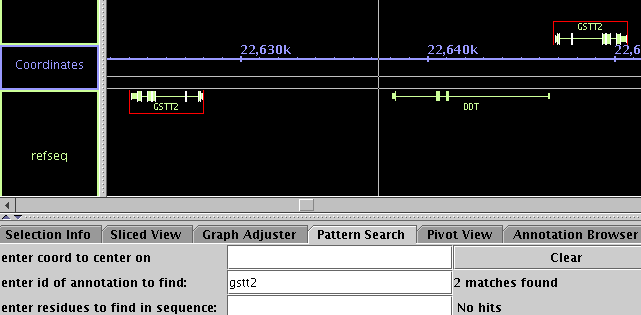 GSTT2
22,630k 22,640k 22,6
Coordinates
GSTT2 DDT
refseq
Selection Info Sliced View Graph Adjuster Pattern Search Pivot View Annotation Browser
enter coord to center on Clear
enter id of annotation to find: gstt2 2 matches found
enter residues to find in sequence: No hits